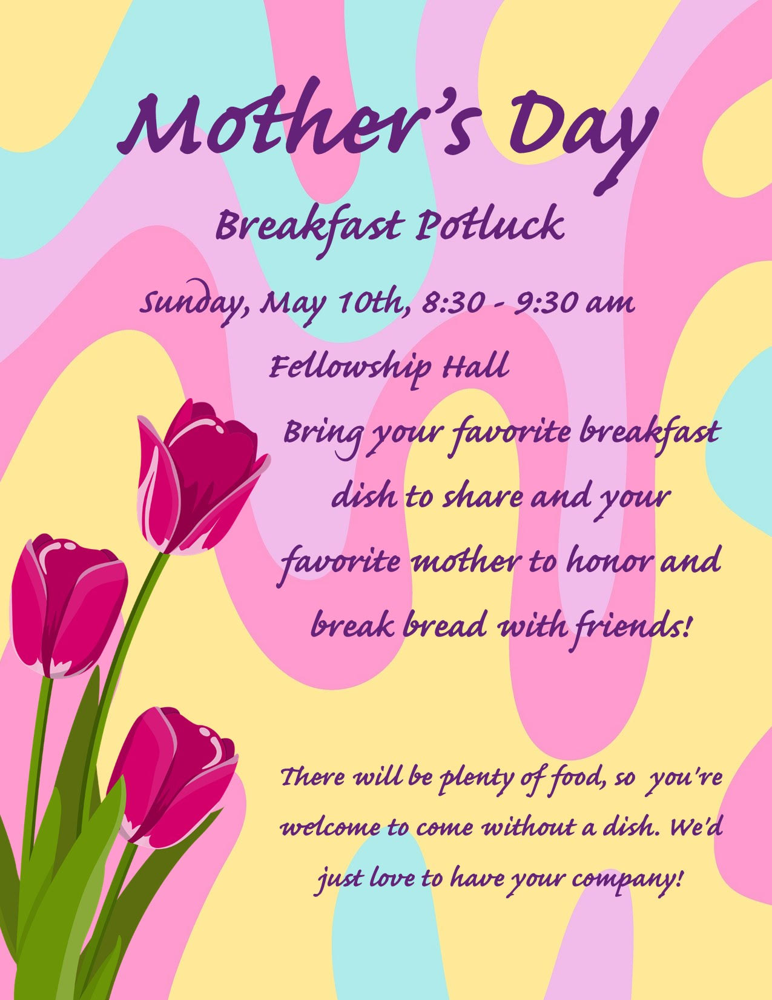 Mother's Day
Breakfast Potluck
Sunday, May 10th, 8:30 - 9:30 am
Fellowship Hall
Bring your favorite breakfast
dish to share and your
favorite mother to honor and
break bread with friends!
There will be plenty of food, so you're
welcome to come without a dish. We'd
just love to have your company!